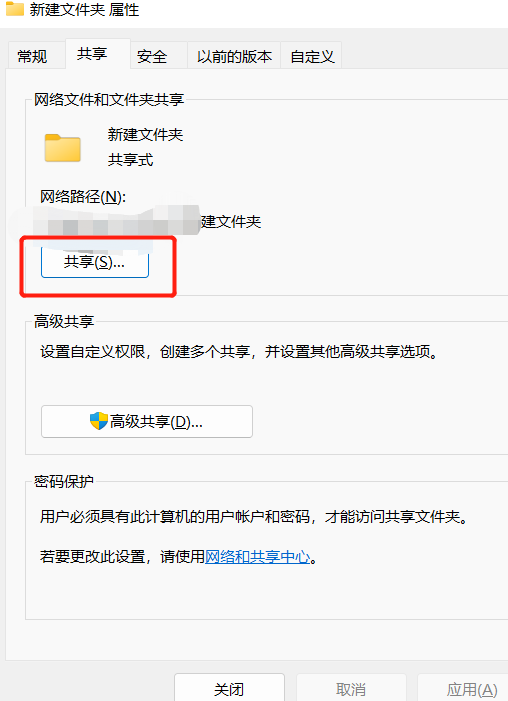 新建文件夹 属性
常规 共享 安全 以前的版本 自定义
网络文件和文件夹共享
新建文件夹
共享式
网络路径(N):
建文件夹
共享(S)...
高级共享
设置自定义权限，创建多个共享，并设置其他高级共享选项。
高级共享(D)...
密码保护
用户必须具有此计算机的用户帐户和密码，才能访问共享文件夹。
若要更改此设置，请使用网络和共享中心。
关闭 取消 应用(A)